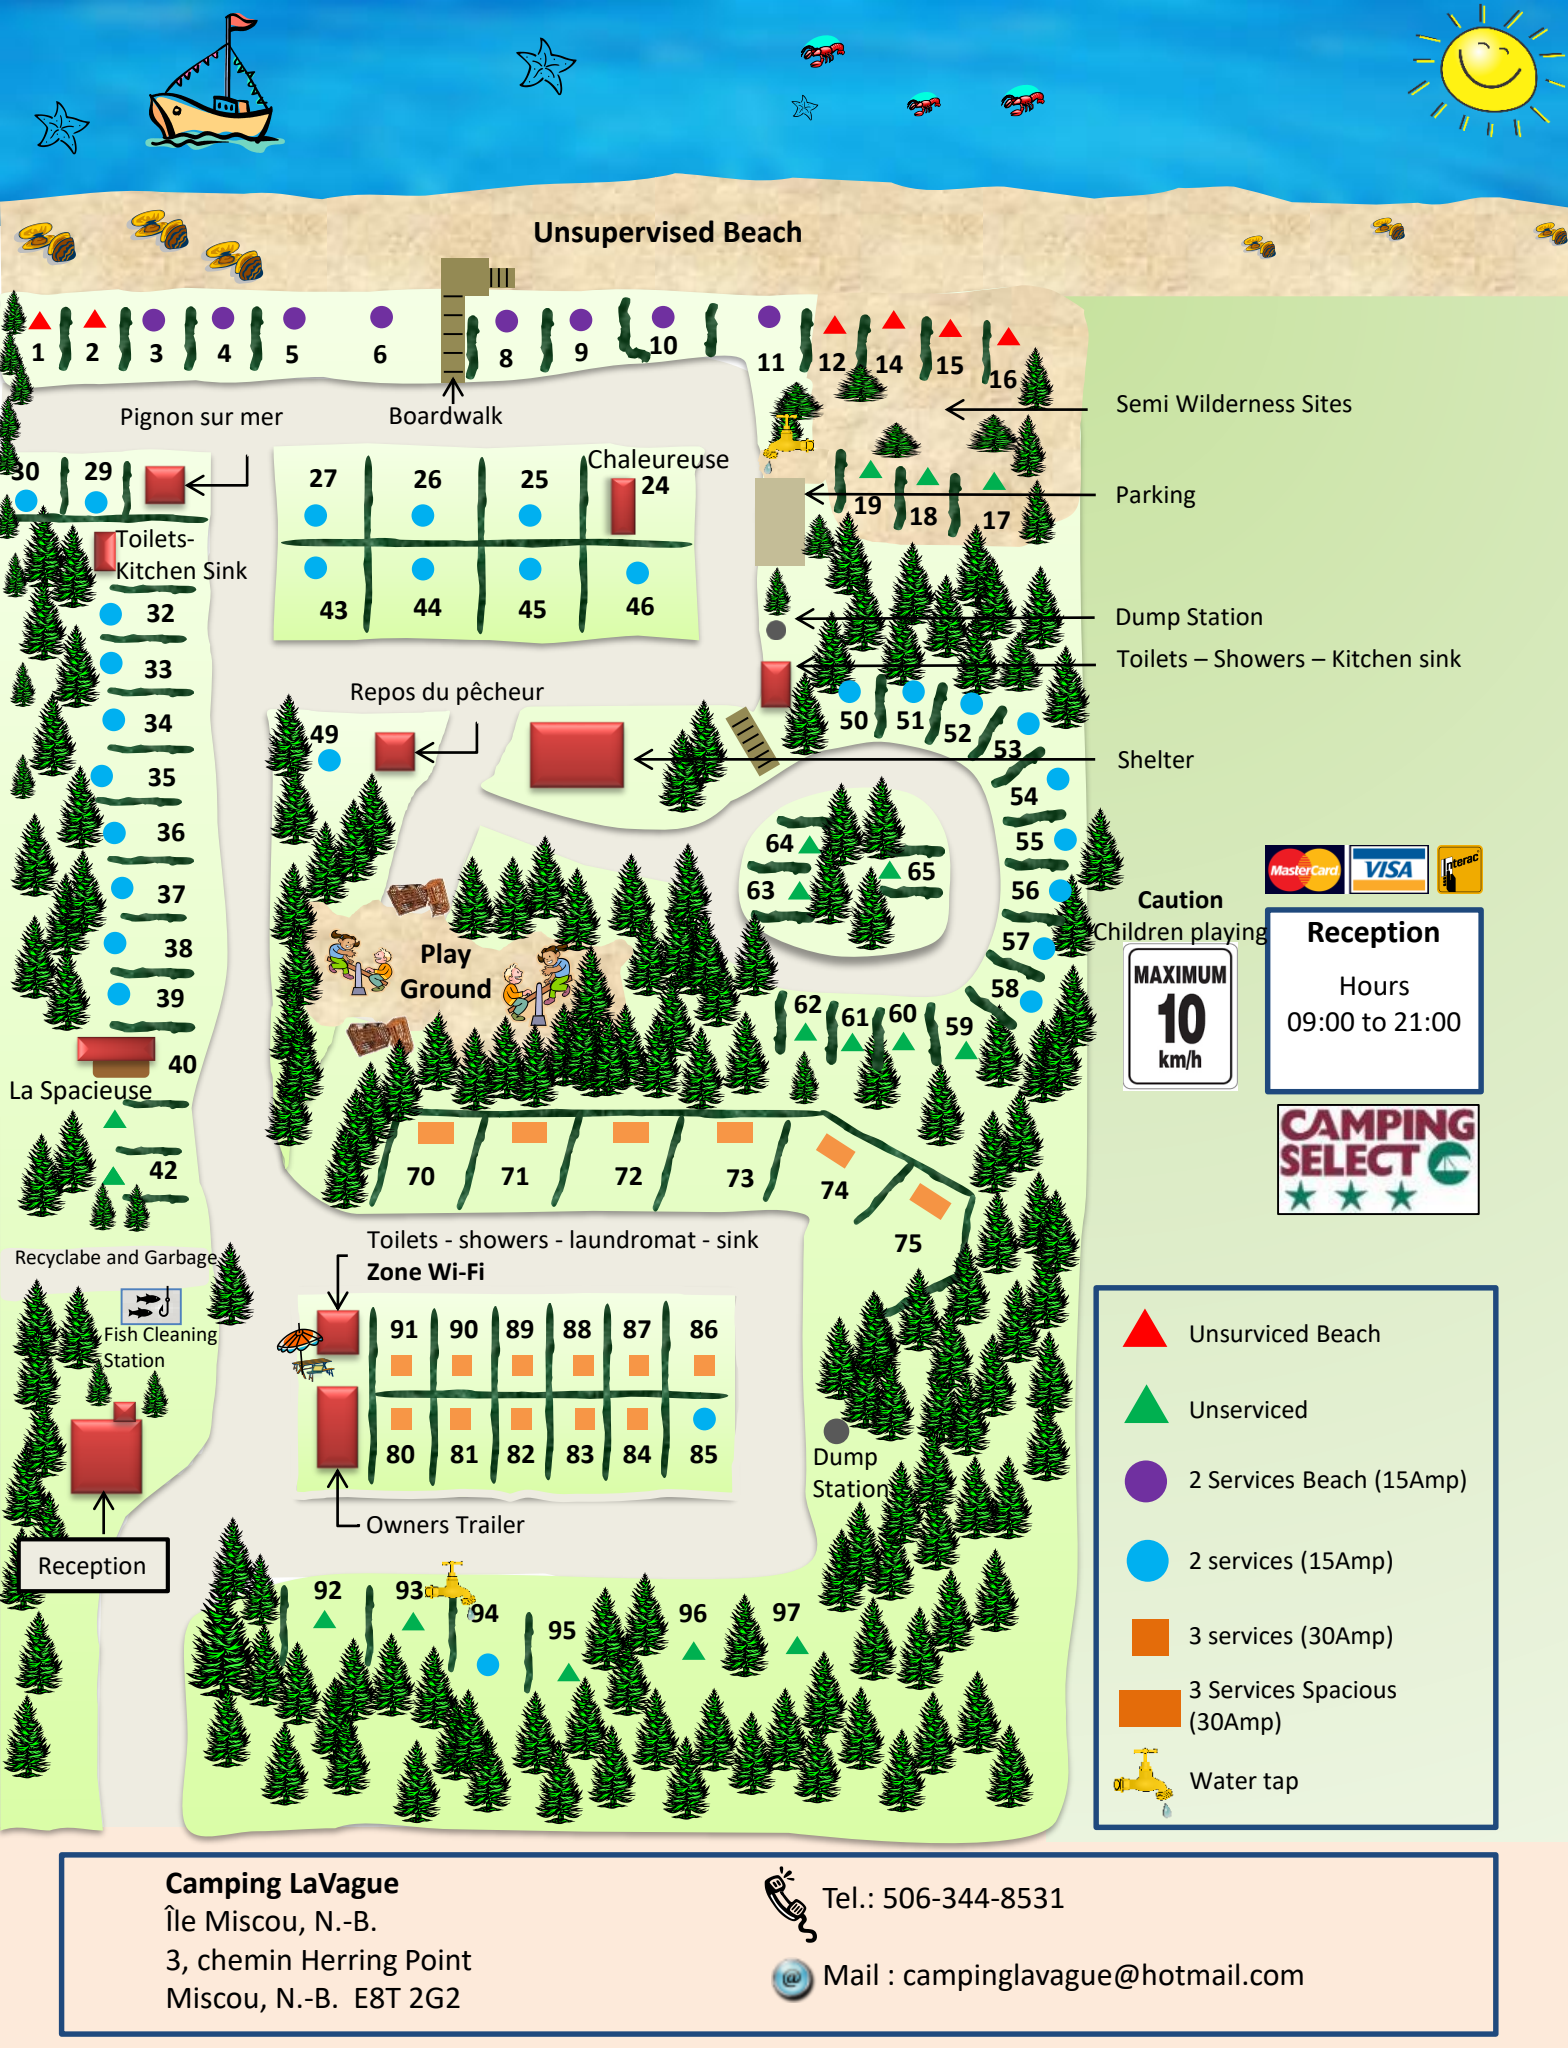 Unsupervised Beach
1 2 3 4 5 6 8 9 10 11 12 14 15 16
Pignon sur mer
Boardwalk
Semi Wilderness Sites
30 29
27 26 25
Chaleureuse
24
Parking
19 18 17
Toilets-
Kitchen Sink
43 44 45 46
32
Dump Station
33
Toilets – Showers – Kitchen sink
Repos du pêcheur
34
49
50 51 52 53
Shelter
35
54
36
64
55
63 65
37
56
MasterCard
VISA
Interac
Caution
Children playing
Reception
Hours
09:00 to 21:00
MAXIMUM
10
km/h
38
Play
Ground
57
39
58
62 61 60 59
40
La Spacieuse
CAMPING
SELECT
42
70 71 72 73 74 75
Recyclabe and Garbage
Toilets - showers - laundromat - sink
Zone Wi-Fi
Fish Cleaning
Station
91 90 89 88 87 86
80 81 82 83 84 85
Dump
Station
Owners Trailer
Reception
92 93 94 95 96 97
Unsurviced Beach
Unserviced
2 Services Beach (15Amp)
2 services (15Amp)
3 services (30Amp)
3 Services Spacious
(30Amp)
Water tap
Camping LaVague
Île Miscou, N.-B.
3, chemin Herring Point
Miscou, N.-B.  E8T 2G2
Tel.: 506-344-8531
@
Mail : campinglavague@hotmail.com